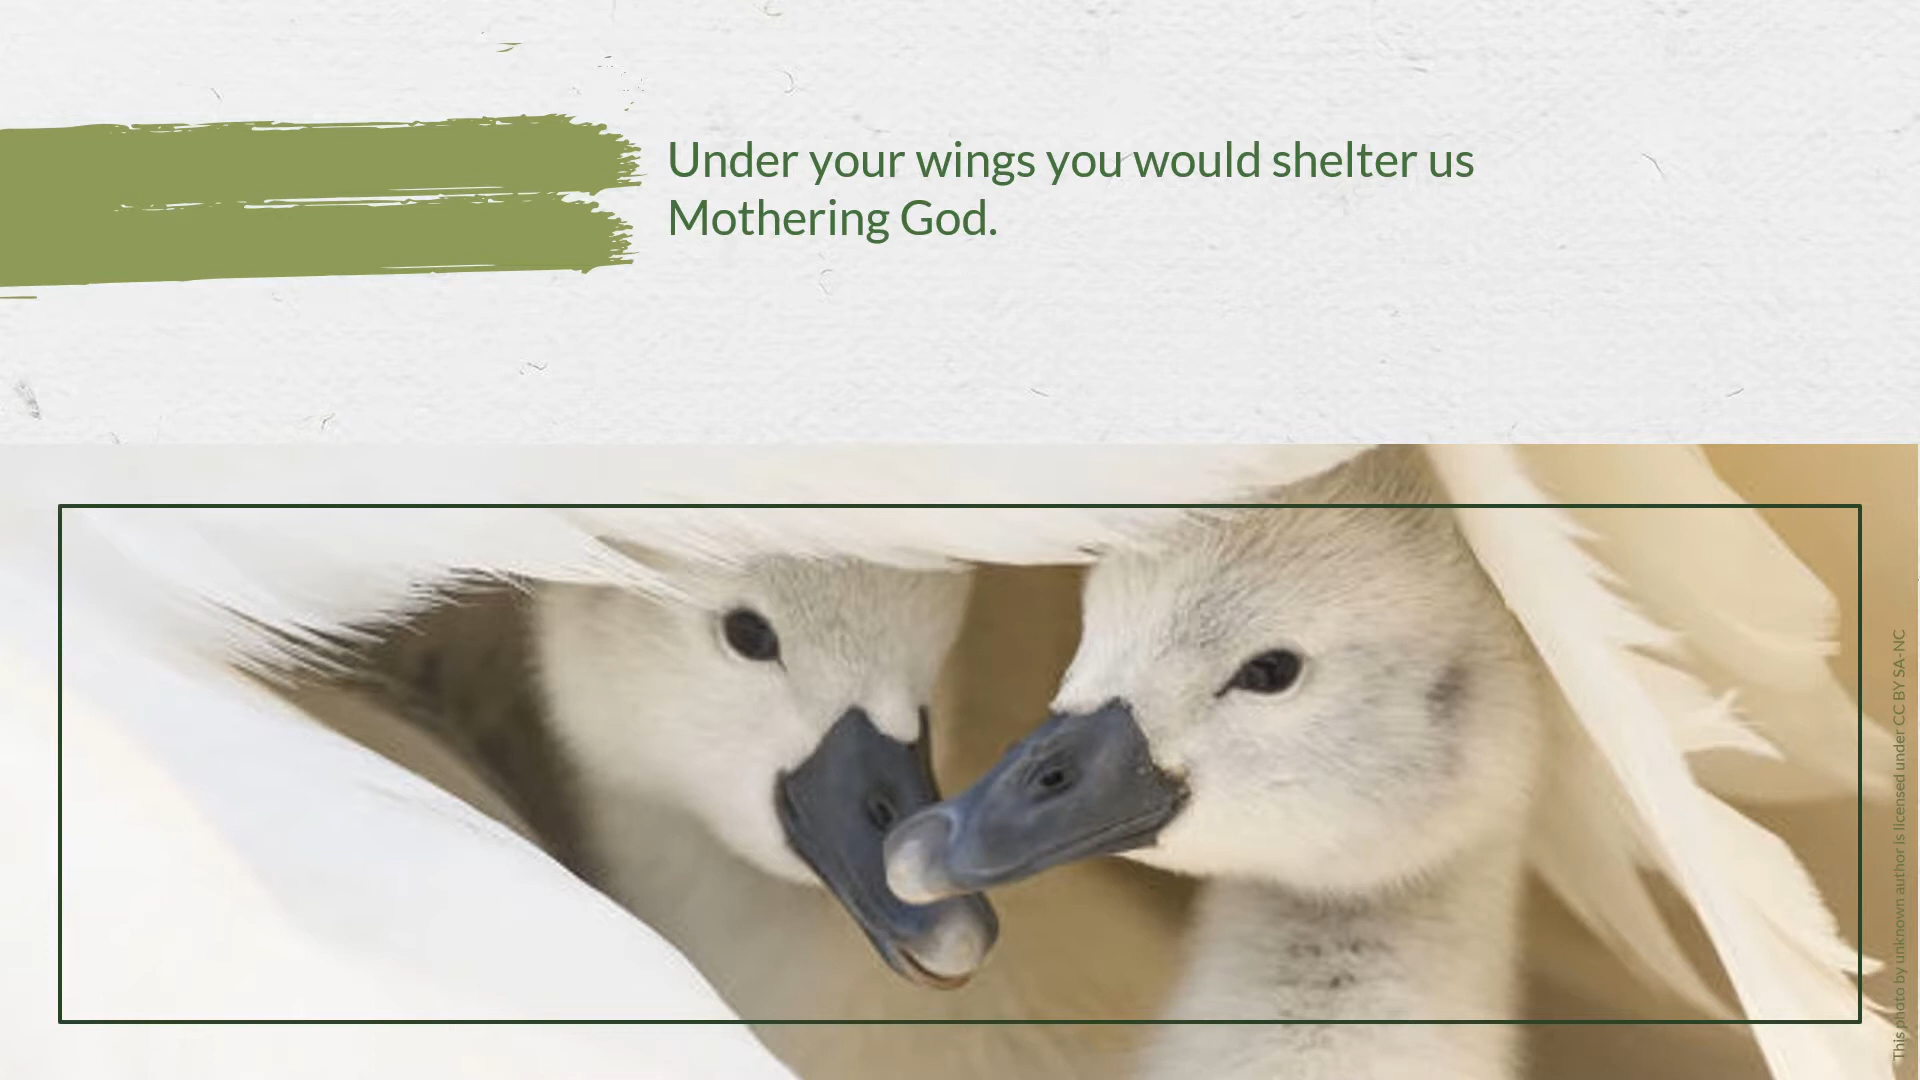 Under your wings you would shelter us
Mothering God.
This photo by unknown author is licensed under CC BY SA-NC